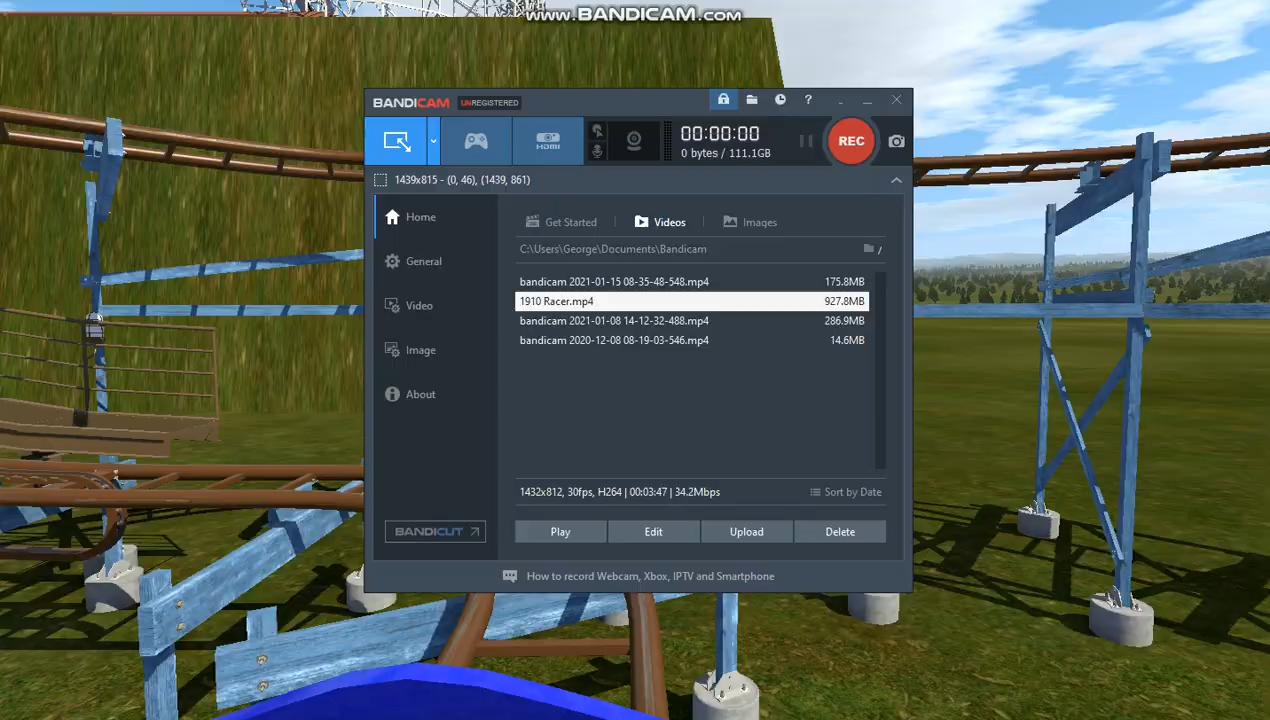 www.BANDICAM.com
BANDICAM UNREGISTERED ?
HDMI 00:00:00 REC
0 bytes / 111.1GB
1439x815 - (0, 46), (1439, 861)
Home
General
Video
Image
About
BANDICUT
Get Started Videos Images
C:\Users\George\Documents\Bandicam /
bandicam 2021-01-15 08-35-48-548.mp4 175.8MB
1910 Racer.mp4 927.8MB
bandicam 2021-01-08 14-12-32-488.mp4 286.9MB
bandicam 2020-12-08 08-19-03-546.mp4 14.6MB
1432x812, 30fps, H264 | 00:03:47 | 34.2Mbps Sort by Date
Play Edit Upload Delete
How to record Webcam, Xbox, IPTV and Smartphone